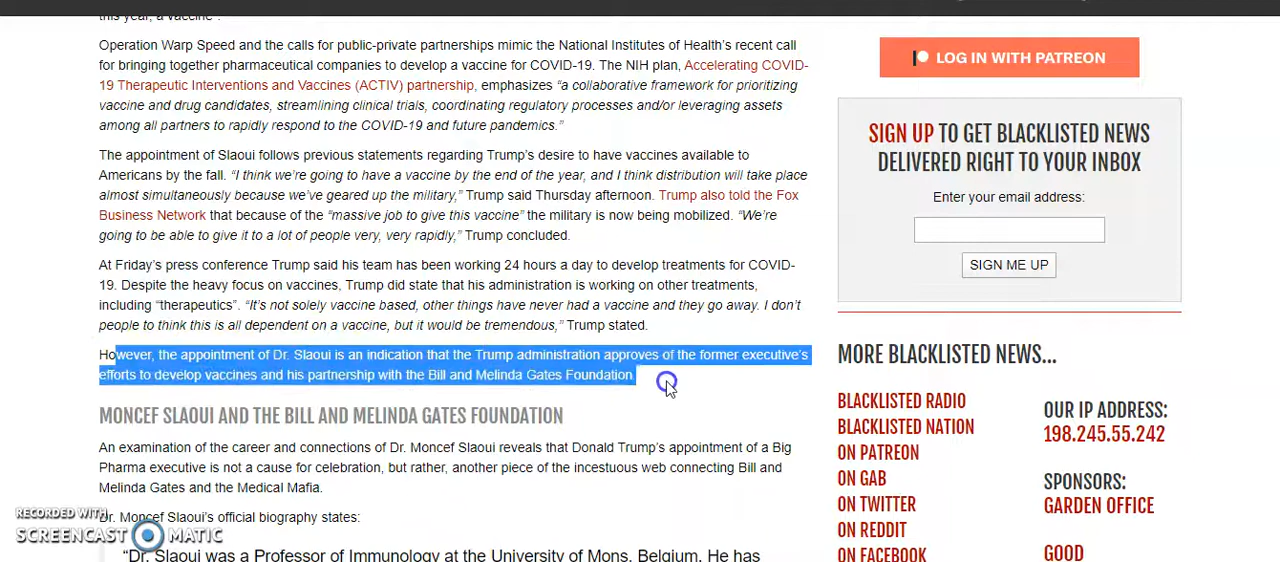 this year, a vaccine".
Operation Warp Speed and the calls for public-private partnerships mimic the National Institutes of Health's recent call
for bringing together pharmaceutical companies to develop a vaccine for COVID-19. The NIH plan, Accelerating COVID-
19 Therapeutic Interventions and Vaccines (ACTIV) partnership, emphasizes “a collaborative framework for prioritizing
vaccine and drug candidates, streamlining clinical trials, coordinating regulatory processes and/or leveraging assets
among all partners to rapidly respond to the COVID-19 and future pandemics.”
The appointment of Slaoui follows previous statements regarding Trump's desire to have vaccines available to
Americans by the fall. “I think we're going to have a vaccine by the end of the year, and I think distribution will take place
almost simultaneously because we've geared up the military,” Trump said Thursday afternoon. Trump also told the Fox
Business Network that because of the “massive job to give this vaccine” the military is now being mobilized. “We're
going to be able to give it to a lot of people very, very rapidly,” Trump concluded.
At Friday's press conference Trump said his team has been working 24 hours a day to develop treatments for COVID-
19. Despite the heavy focus on vaccines, Trump did state that his administration is working on other treatments,
including “therapeutics”. “It's not solely vaccine based, other things have never had a vaccine and they go away. I don't
people to think this is all dependent on a vaccine, but it would be tremendous,” Trump stated.
However, the appointment of Dr. Slaoui is an indication that the Trump administration approves of the former executive's
efforts to develop vaccines and his partnership with the Bill and Melinda Gates Foundation
MONCEF SLAOUI AND THE BILL AND MELINDA GATES FOUNDATION
An examination of the career and connections of Dr. Moncef Slaoui reveals that Donald Trump's appointment of a Big
Pharma executive is not a cause for celebration, but rather, another piece of the incestuous web connecting Bill and
Melinda Gates and the Medical Mafia.
Dr. Moncef Slaoui's official biography states:
“Dr. Slaoui was a Professor of Immunology at the University of Mons, Belgium. He has
RECORDED WITH
SCREENCAST MATIC
LOG IN WITH PATREON
SIGN UP TO GET BLACKLISTED NEWS
DELIVERED RIGHT TO YOUR INBOX
Enter your email address:
SIGN ME UP
MORE BLACKLISTED NEWS...
BLACKLISTED RADIO
BLACKLISTED NATION
ON PATREON
ON GAB
ON TWITTER
ON REDDIT
ON FACEBOOK
OUR IP ADDRESS:
198.245.55.242
SPONSORS:
GARDEN OFFICE
GOOD